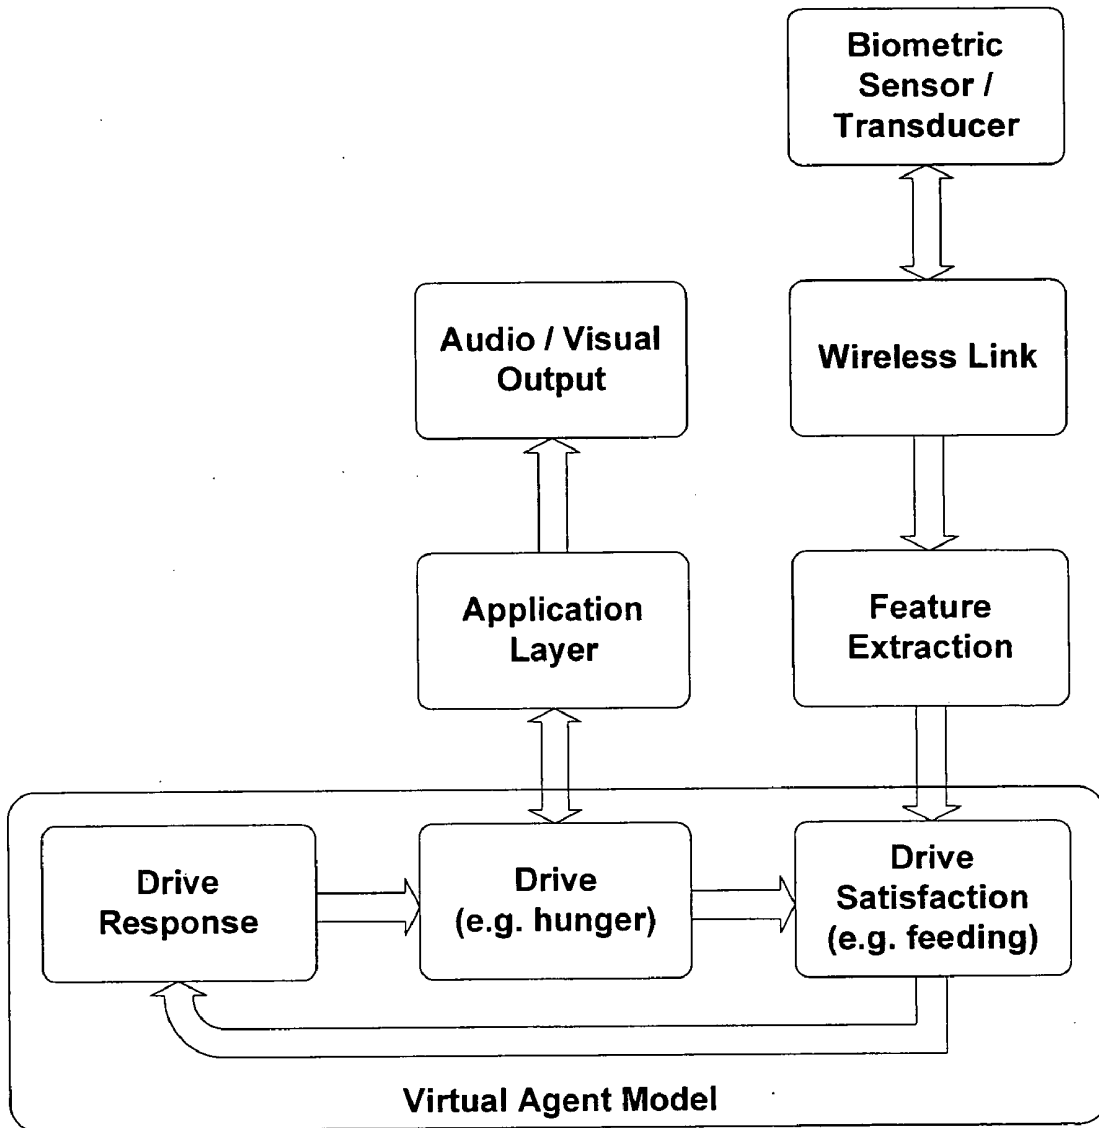 Biometric
Sensor /
Transducer
Audio / Visual
Output
Wireless Link
Application
Layer
Feature
Extraction
Drive
Response
Drive
(e.g. hunger)
Drive
Satisfaction
(e.g. feeding)
Virtual Agent Model